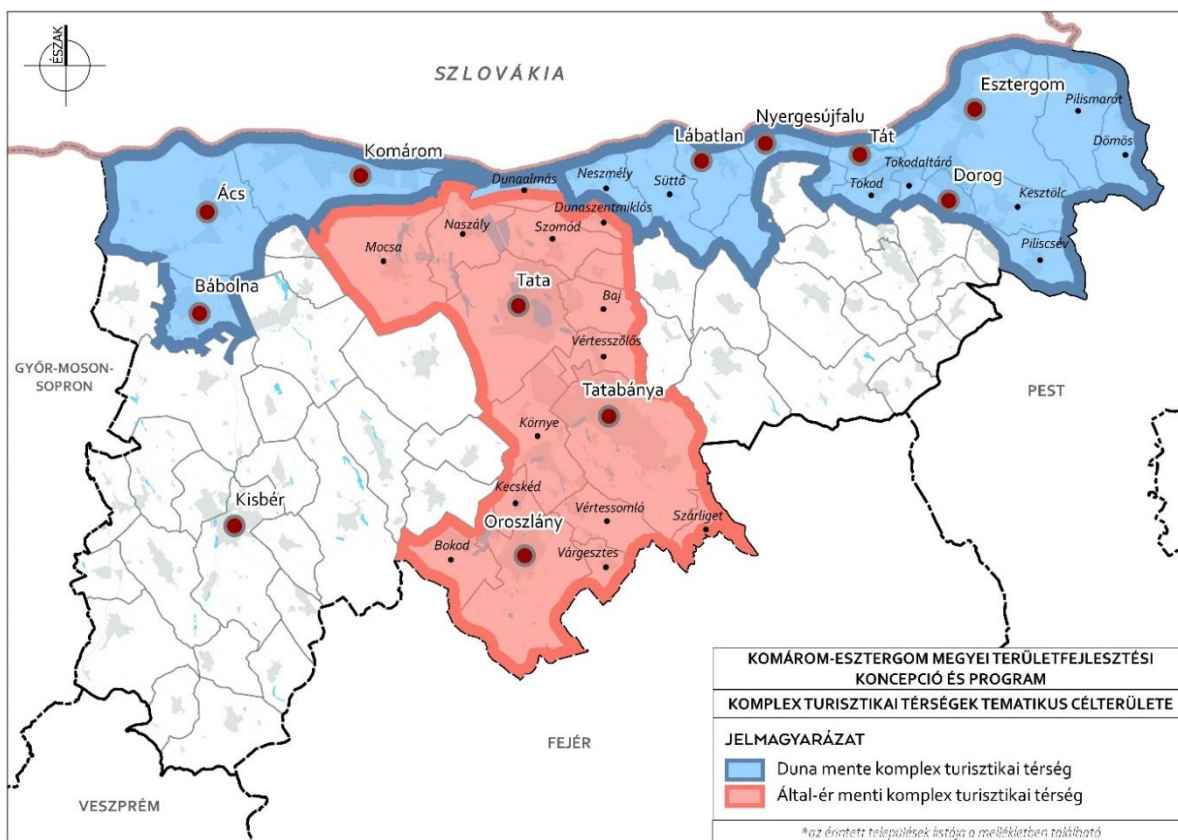 ÉSZAK
SZLOVÁKIA
Esztergom
Pilismarót
Nyergesújfalu
Dömös
Lábatlan
Tát
Komárom
Tokodaltáró
Neszmély
Dunaalmás
Süttő
Dorog
Tokod
Kesztölc
Ács
Dunaszentmiklós
Naszály
Szomód
Mocsa
Piliscsév
Bábolna
Tata
Baj
Vértesszőlős
GYŐR-MOSON-
SOPRON
PEST
Tatabánya
Környe
Kecskéd
Kisbér
Oroszlány
Vértessomló
Szárliget
Bokod
Várgesztes
KOMÁROM-ESZTERGOM MEGYEI TERÜLETFEJLESZTÉSI
KONCEPCIÓ ÉS PROGRAM
KOMPLEX TURISZTIKAI TÉRSÉGEK TEMATIKUS CÉLTERÜLETE
JELMAGYARÁZAT
Duna mente komplex turisztikai térség
Által-ér menti komplex turisztikai térség
*az érintett települések listája a mellékletben található
FEJÉR
VESZPRÉM